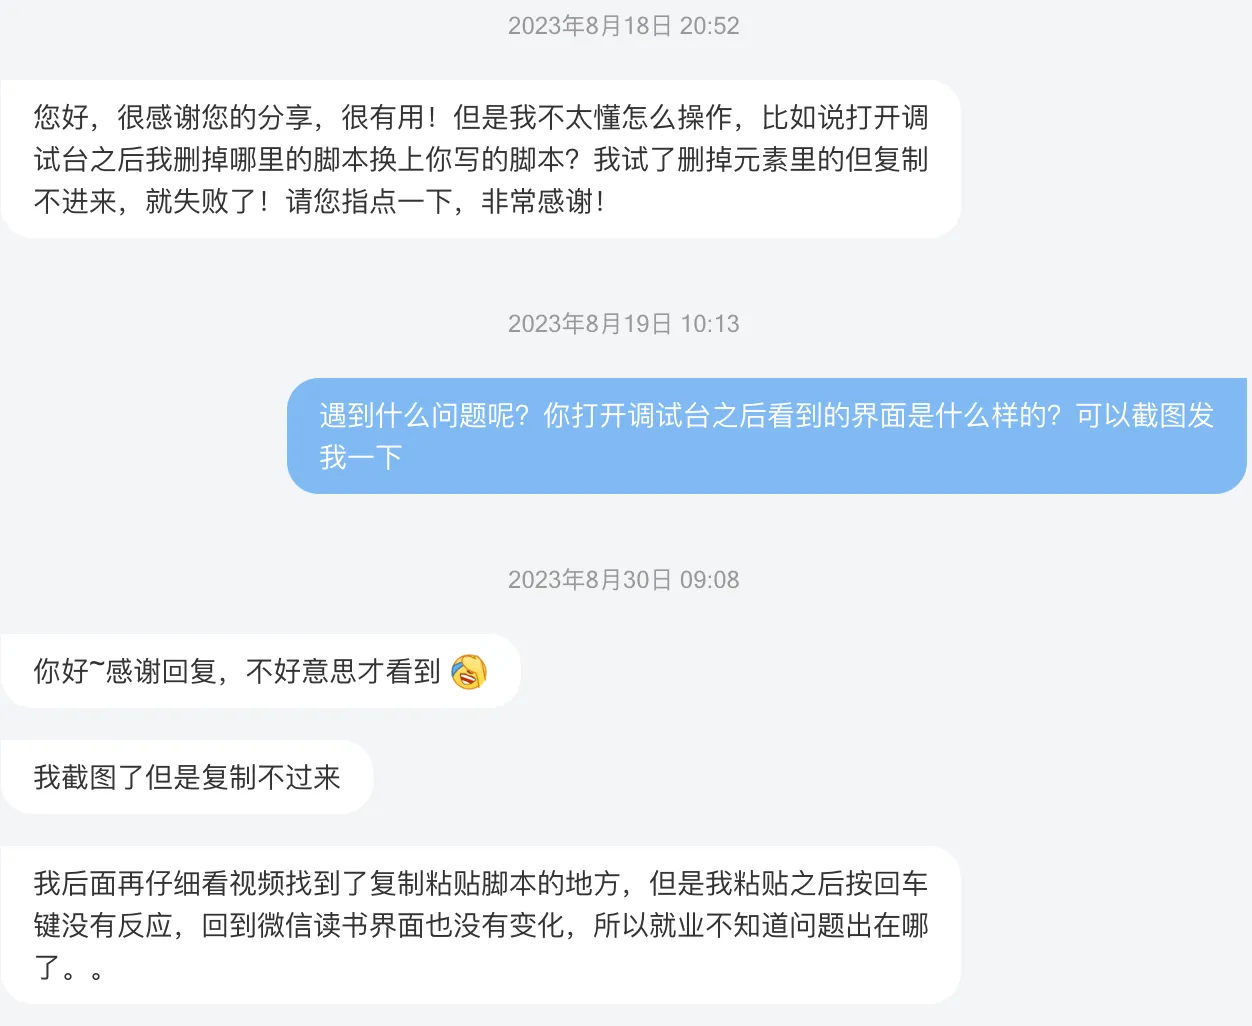 2023年8月18日 20:52
您好，很感谢您的分享，很有用！但是我不太懂怎么操作，比如说打开调
试台之后我删掉哪里的脚本换上你写的脚本？我试了删掉元素里的但复制
不进来，就失败了！请您指点一下，非常感谢！
2023年8月19日 10:13
遇到什么问题呢？你打开调试台之后看到的界面是什么样的？可以截图发
我一下
2023年8月30日 09:08
你好~感谢回复，不好意思才看到
我截图了但是复制不过来
我后面再仔细看视频找到了复制粘贴脚本的地方，但是我粘贴之后按回车
键没有反应，回到微信读书界面也没有变化，所以就业不知道问题出在哪
了。。